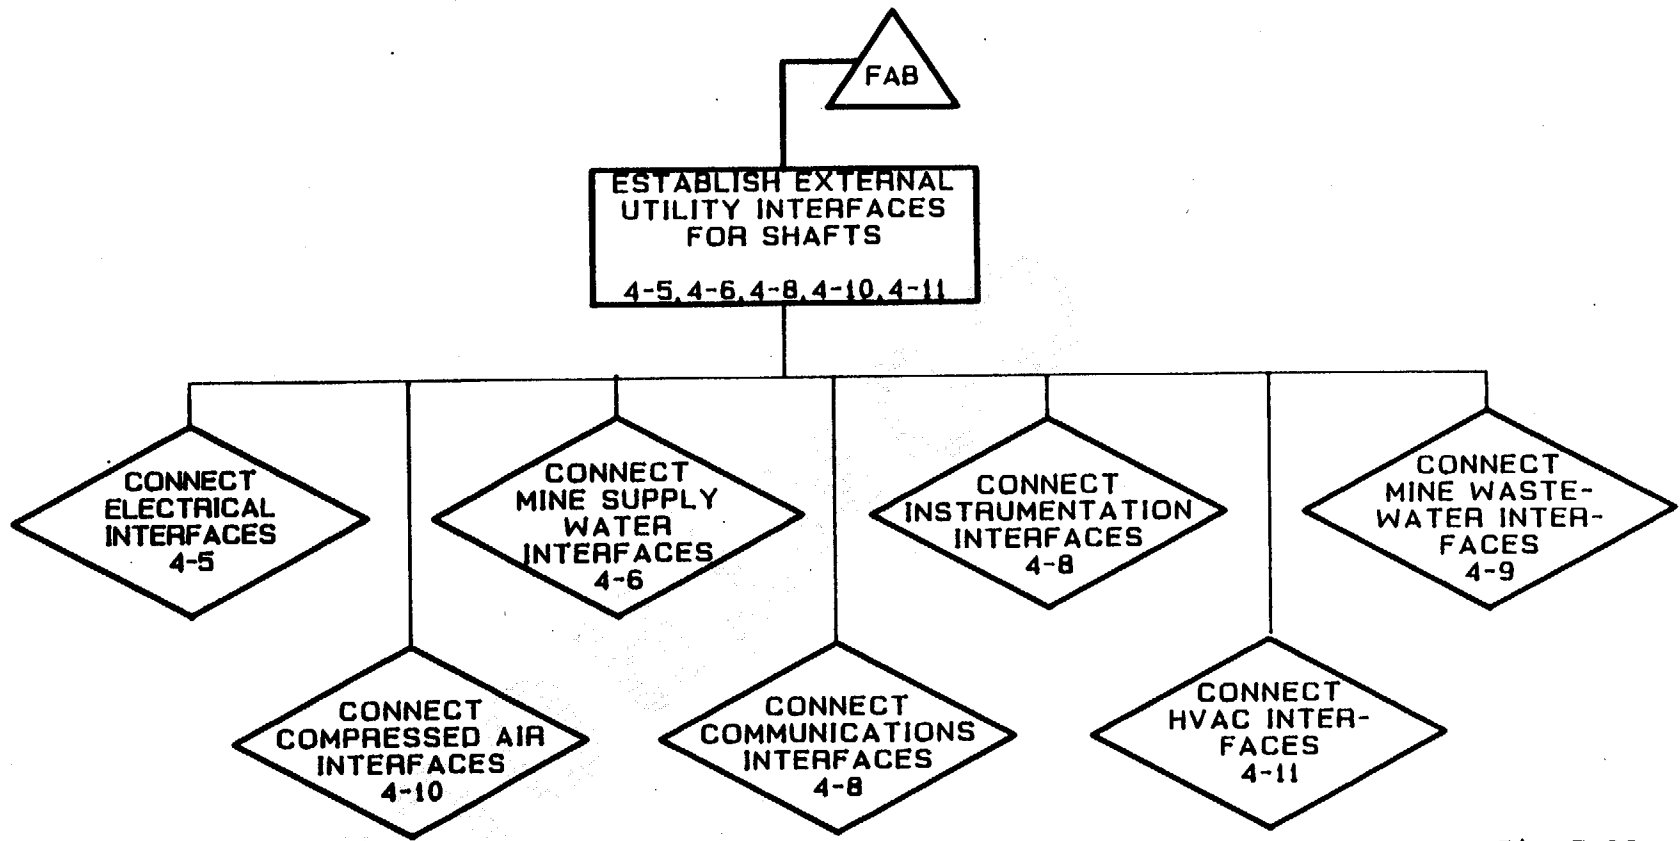 FAB
ESTABLISH EXTERNAL
UTILITY INTERFACES
FOR SHAFTS
4-5,4-6,4-8,4-10,4-11
CONNECT
ELECTRICAL
INTERFACES
4-5
CONNECT
MINE SUPPLY
WATER
INTERFACES
4-6
CONNECT
INSTRUMENTATION
INTERFACES
4-8
CONNECT
MINE WASTE-
WATER INTER-
FACES
4-9
CONNECT
COMPRESSED AIR
INTERFACES
4-10
CONNECT
COMMUNICATIONS
INTERFACES
4-8
CONNECT
HVAC INTER-
FACES
4-11